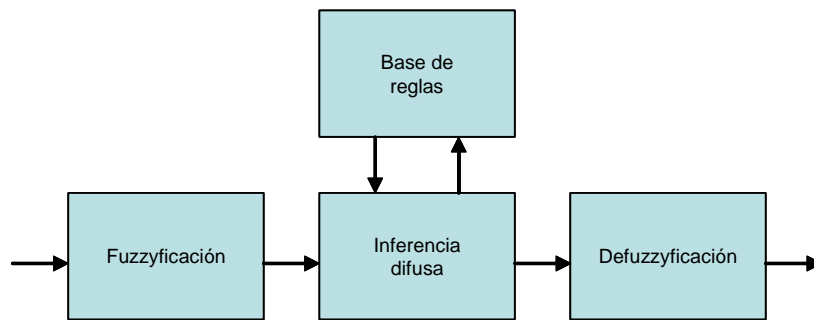 Base de
reglas
Fuzzyficación
Inferencia
difusa
Defuzzyficación